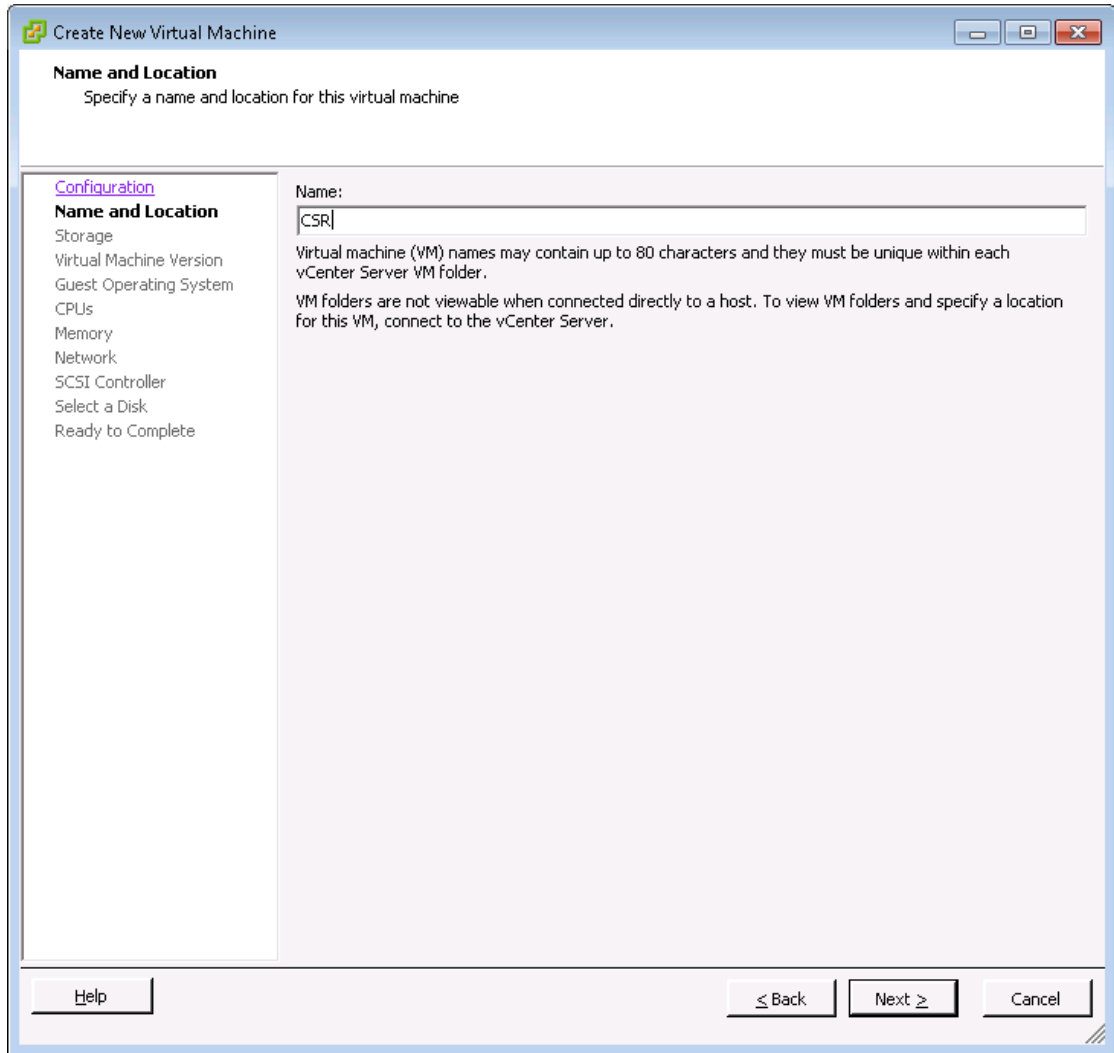 Create New Virtual Machine
Name and Location
Specify a name and location for this virtual machine
Configuration
Name and Location
Storage
Virtual Machine Version
Guest Operating System
CPUs
Memory
Network
SCSI Controller
Select a Disk
Ready to Complete
Name:
CSR
Virtual machine (VM) names may contain up to 80 characters and they must be unique within each
vCenter Server VM folder.
VM folders are not viewable when connected directly to a host. To view VM folders and specify a location
for this VM, connect to the vCenter Server.
Help
< Back
Next >
Cancel